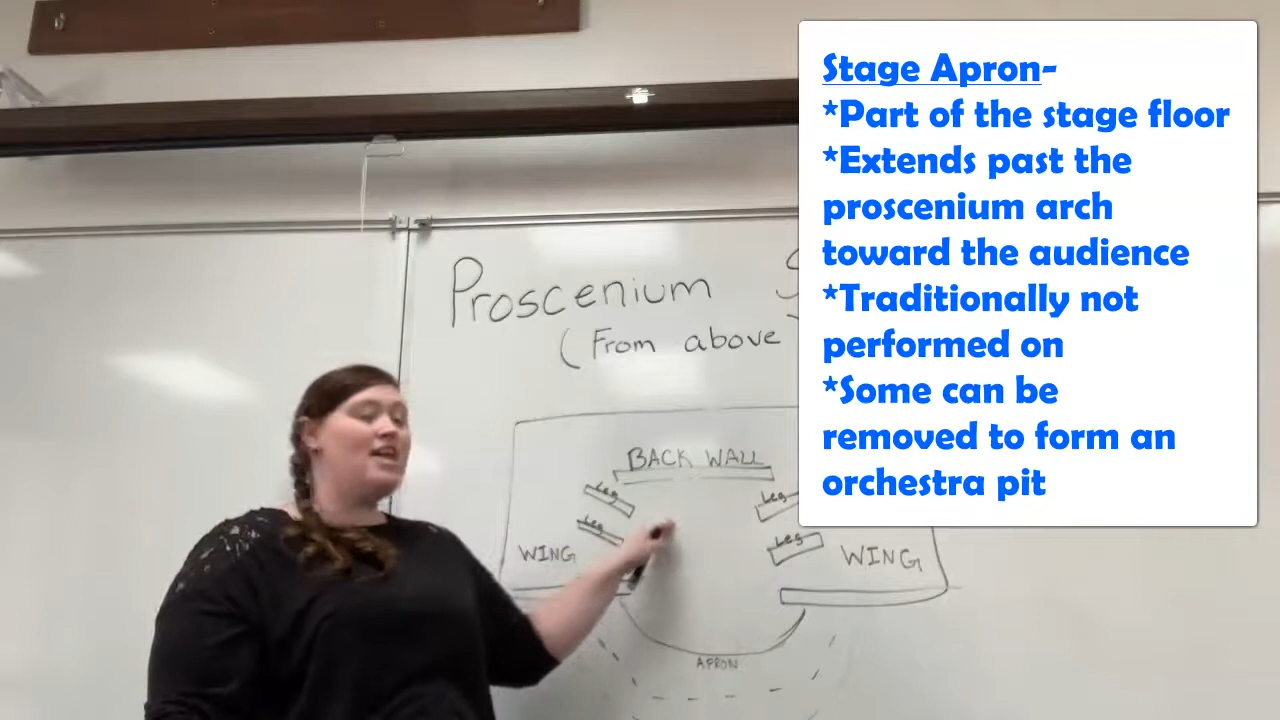 Stage Apron-
*Part of the stage floor
*Extends past the
proscenium arch
toward the audience
*Traditionally not
performed on
*Some can be
removed to form an
orchestra pit
Proscenium
(From above
BACK WALL
Leg
Leg
Leg
Leg
WING
WING
APRON